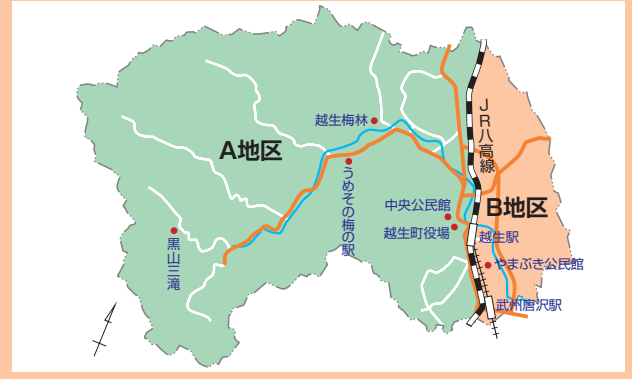 JR八高線
越生梅林
A地区
うめその梅の駅
中央公民館
B地区
越生町役場
越生駅
黒山三滝
やまぶき公民館
武州唐沢駅